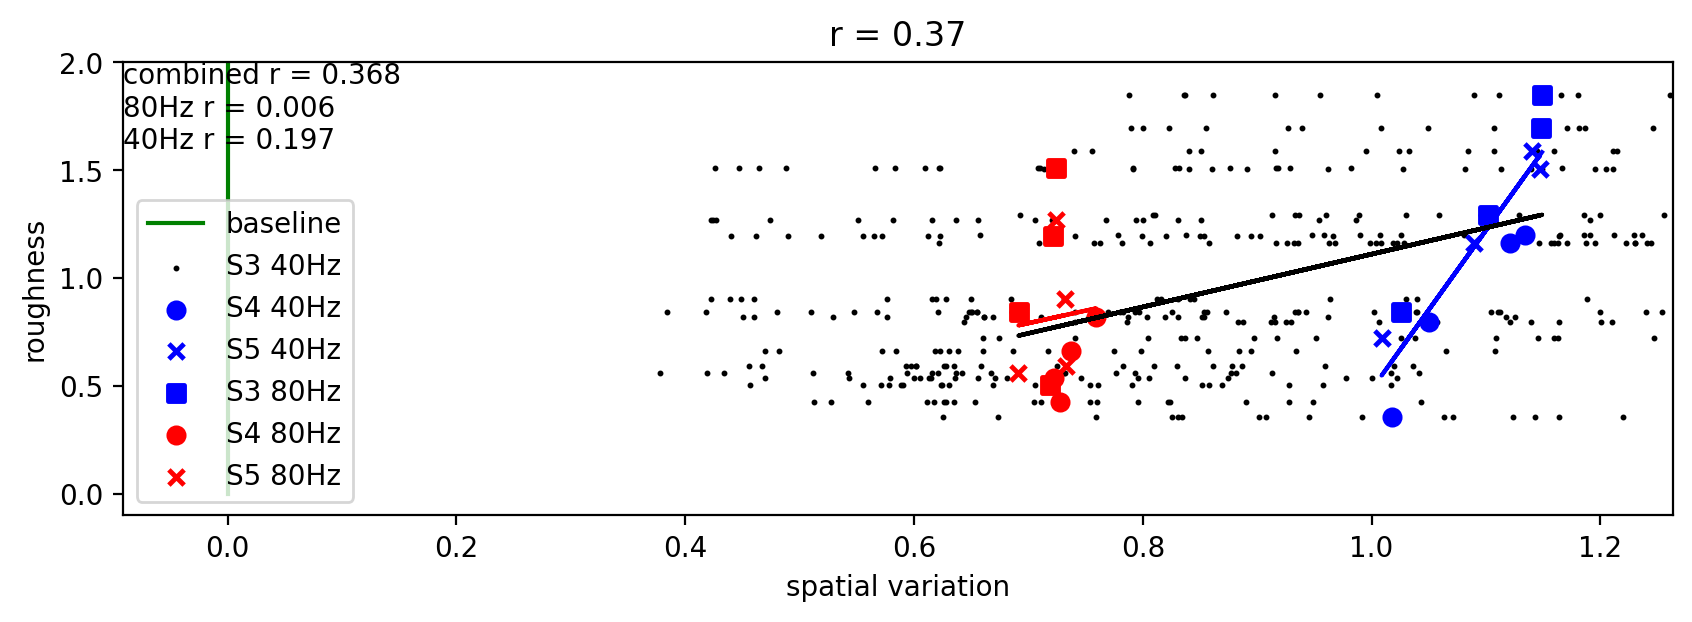 r = 0.37
combined r = 0.368
80Hz r = 0.006
40Hz r = 0.197
2.0
1.5
1.0
0.5
0.0
roughness
baseline
S3 40Hz
S4 40Hz
S5 40Hz
S3 80Hz
S4 80Hz
S5 80Hz
0.0 0.2 0.4 0.6 0.8 1.0 1.2
spatial variation